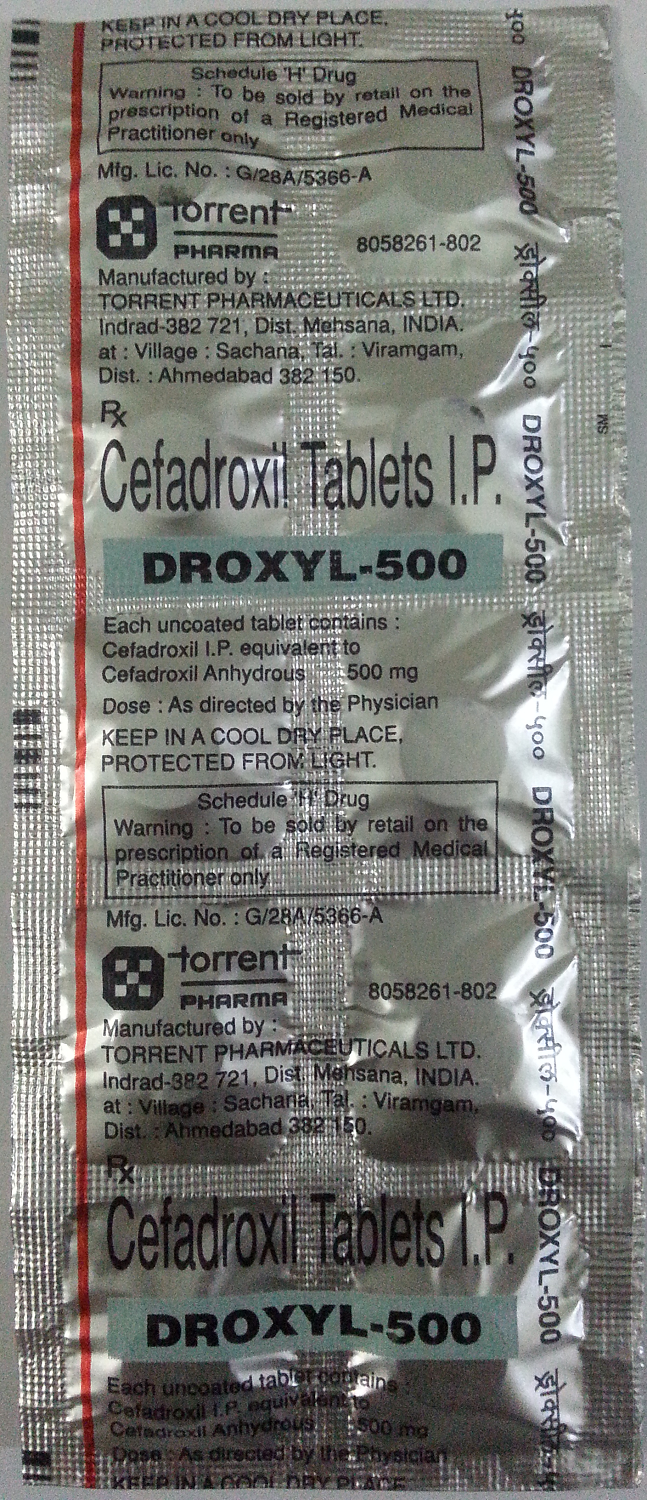 KEEP IN A COOL DRY PLACE,
PROTECTED FROM LIGHT.
Schedule 'H' Drug
Warning : To be sold by retail on the
prescription of a Registered Medical
Practitioner only
Mfg. Lic. No. : G/28A/5366-A
torrent
PHARMA
8058261-802
Manufactured by :
TORRENT PHARMACEUTICALS LTD.
Indrad-382 721, Dist. Mehsana, INDIA.
at : Village : Sachana, Tal. : Viramgam,
Dist. : Ahmedabad 382 150.
Rx
Cefadroxil Tablets I.P.
DROXYL-500
Each uncoated tablet contains :
Cefadroxil I.P. equivalent to
Cefadroxil Anhydrous 500 mg
Dose : As directed by the Physician
KEEP IN A COOL DRY PLACE,
PROTECTED FROM LIGHT.
Schedule 'H' Drug
Warning : To be sold by retail on the
prescription of a Registered Medical
Practitioner only
Mfg. Lic. No. : G/28A/5366-A
torrent
PHARMA
8058261-802
Manufactured by :
TORRENT PHARMACEUTICALS LTD.
Indrad-382 721, Dist. Mehsana, INDIA.
at : Village : Sachana, Tal. : Viramgam,
Dist. : Ahmedabad 382 150.
Rx
Cefadroxil Tablets I.P.
DROXYL-500
Each uncoated tablet contains :
Cefadroxil I.P. equivalent to
Cefadroxil Anhydrous 500 mg
Dose : As directed by the Physician
KEEP IN A COOL DRY PLACE
५०० DROXYL-500 ड्रोक्सील-५०० DROXYL-500 ड्रोक्सील-५०० DROXYL-500 ड्रोक्सील-५०० DROXYL-500 ड्रोक्सील-५
SM